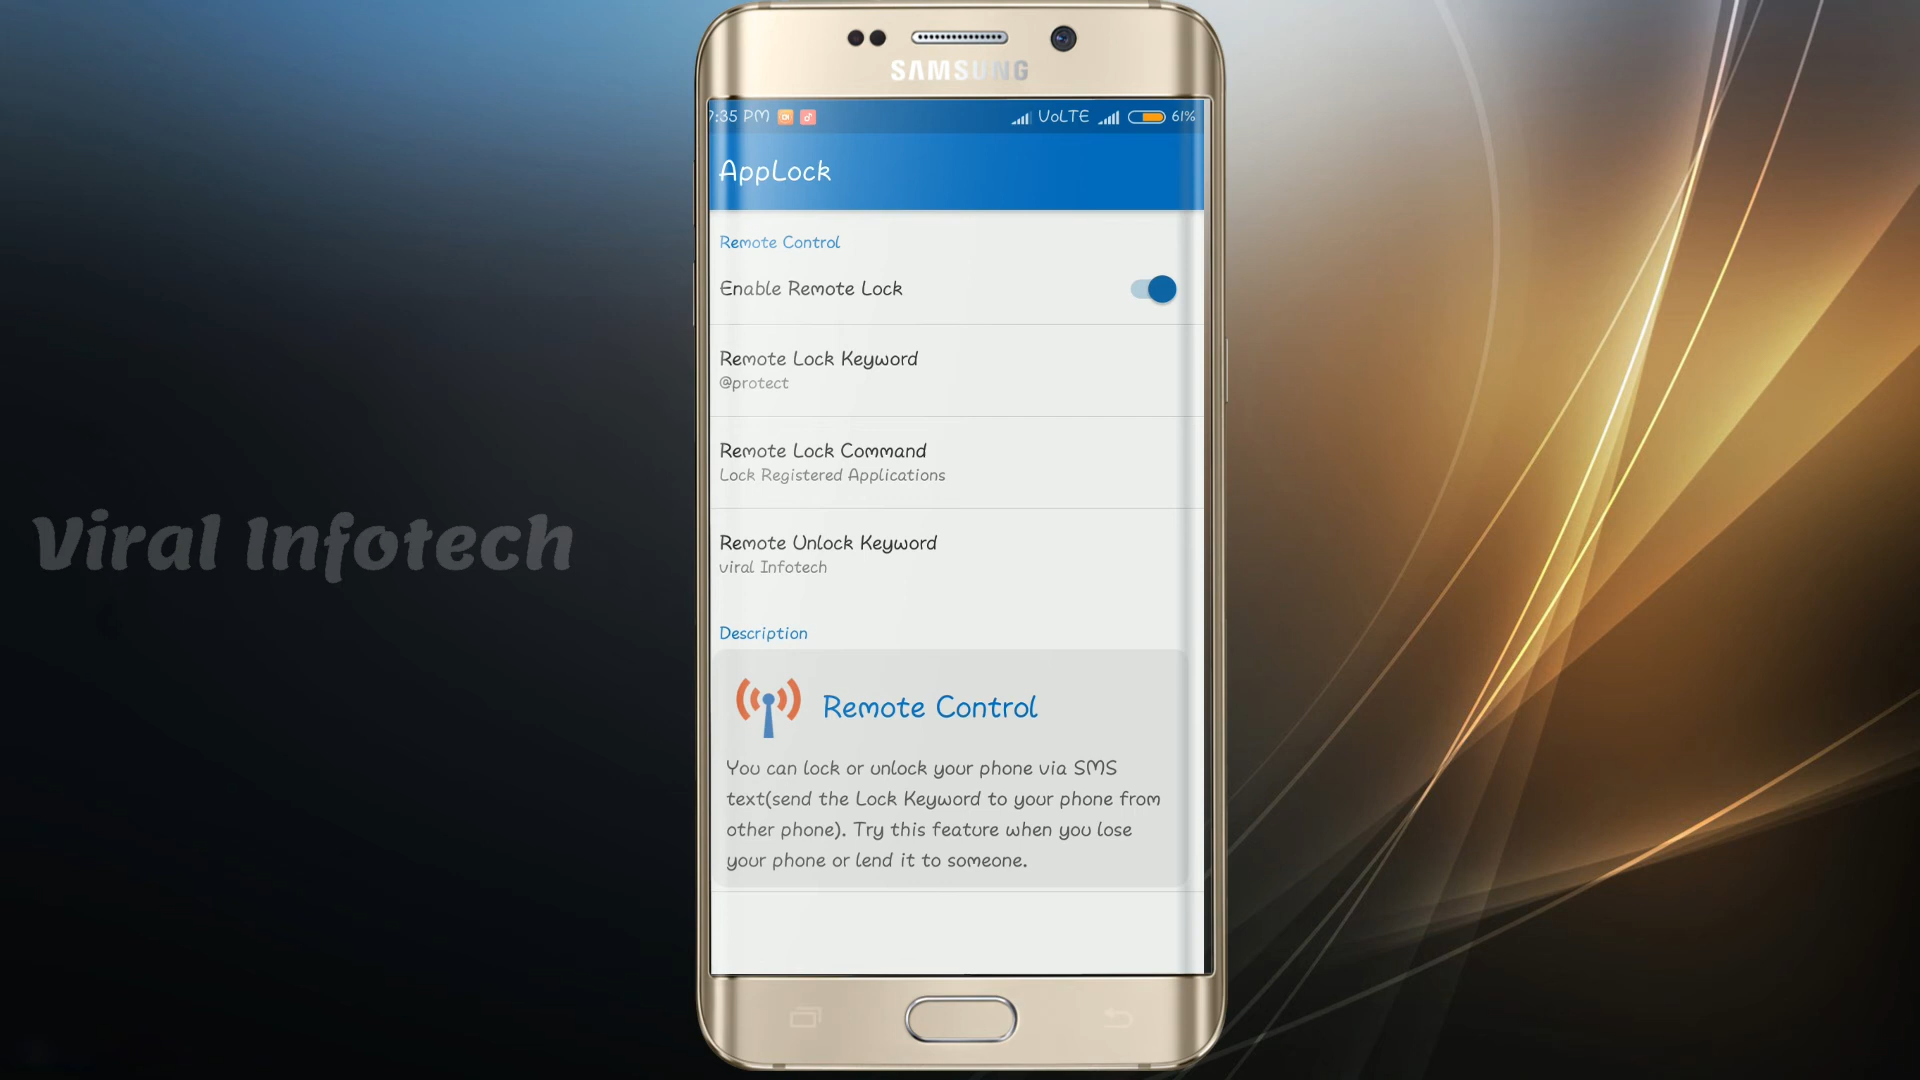 SAMSUNG
7:35 PM VoLTE 61%
AppLock
Remote Control
Enable Remote Lock
Remote Lock Keyword
@protect
Remote Lock Command
Lock Registered Applications
Remote Unlock Keyword
viral Infotech
Viral Infotech
Description
Remote Control
You can lock or unlock your phone via SMS
text(send the Lock Keyword to your phone from
other phone). Try this feature when you lose
your phone or lend it to someone.